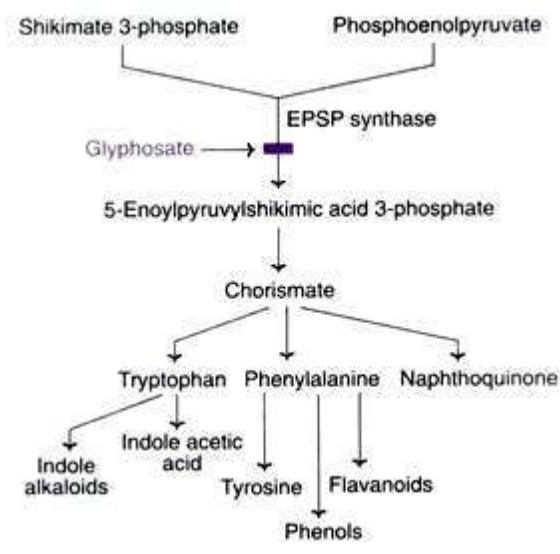 Shikimate 3-phosphate
Phosphoenolpyruvate
EPSP synthase
Glyphosate
5-Enoylpyruvylshikimic acid 3-phosphate
Chorismate
Tryptophan
Phenylalanine
Naphthoquinone
Indole
alkaloids
Indole acetic
acid
Tyrosine
Flavanoids
Phenols